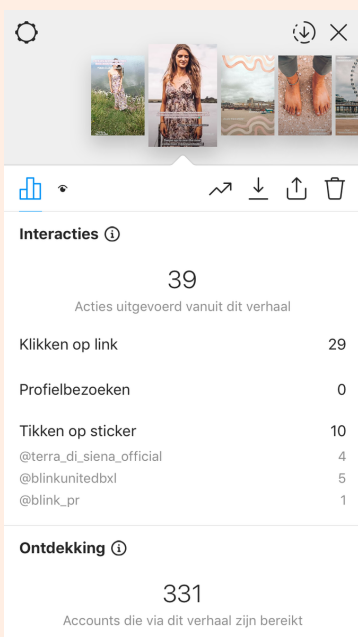 Interacties
39
Acties uitgevoerd vanuit dit verhaal
Klikken op link 29
Profielbezoeken 0
Tikken op sticker 10
@terra_di_siena_official 4
@blinkunitedbxl 5
@blink_pr 1
Ontdekking
331
Accounts die via dit verhaal zijn bereikt